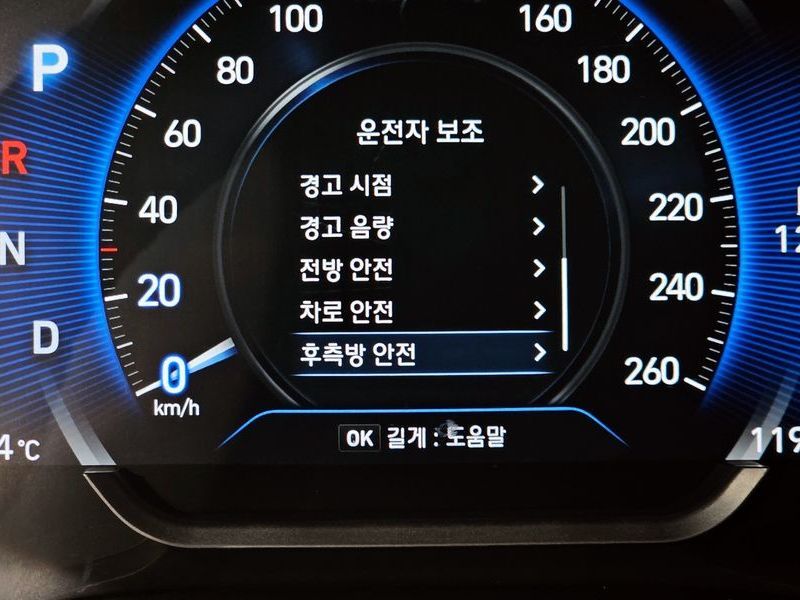 100
160
80
180
60
200
40
220
20
240
0
260
km/h
P
R
N
D
운전자 보조
경고 시점
경고 음량
전방 안전
차로 안전
후측방 안전
OK 길게 : 도움말
4℃